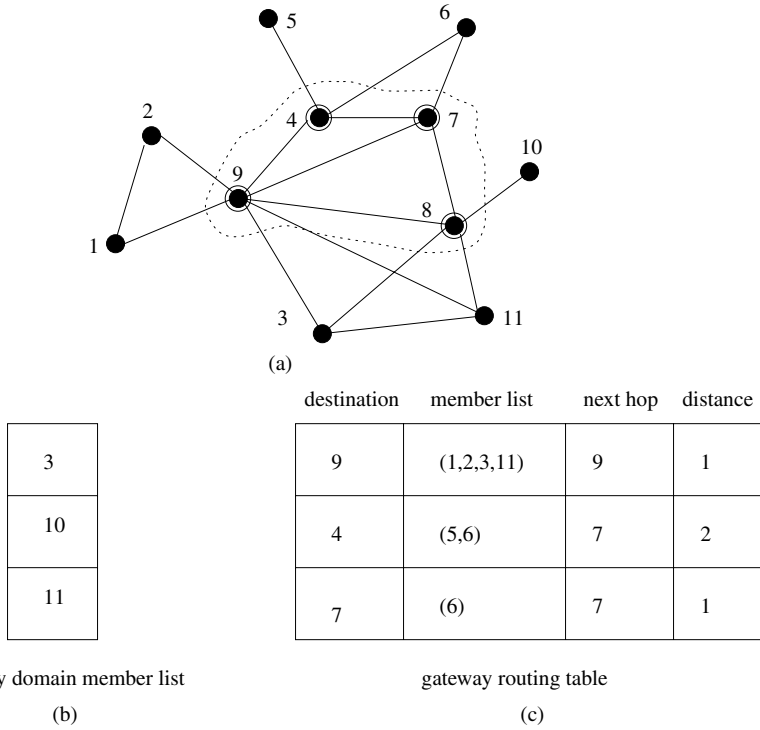 5
6
2
4
7
10
9
8
1
3
11
(a)
destination member list next hop distance
3
9 (1,2,3,11) 9 1
10
4 (5,6) 7 2
11
7 (6) 7 1
domain member list
gateway routing table
(b)
(c)